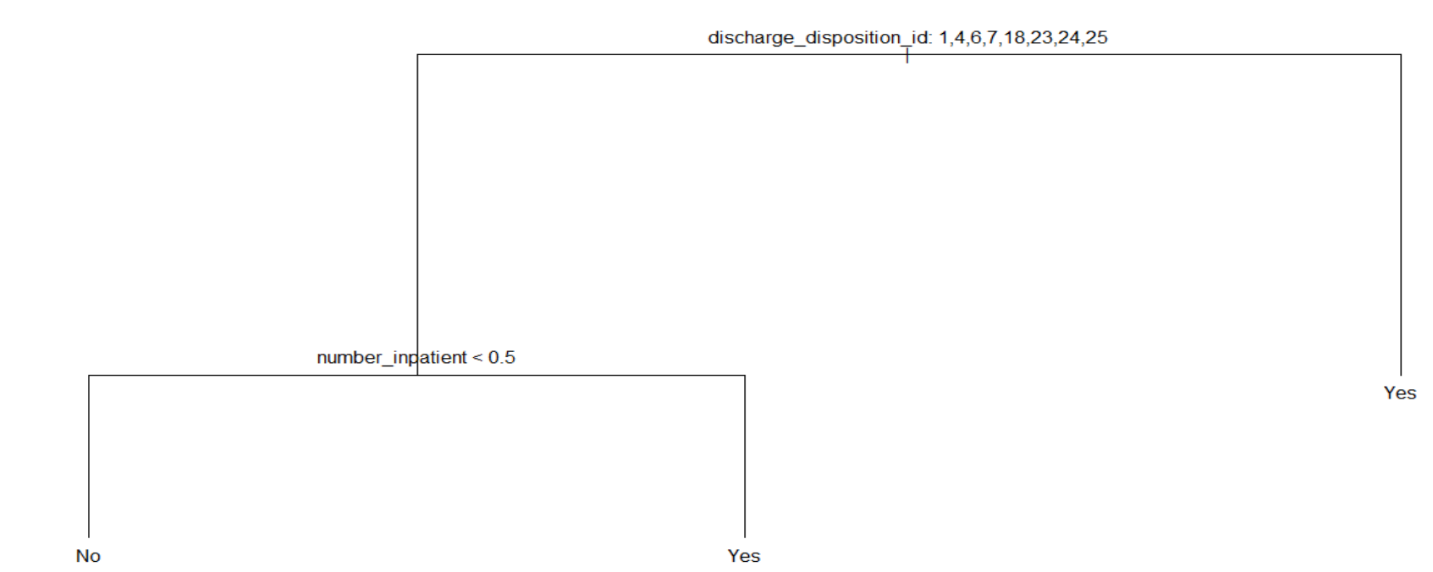 discharge_disposition_id: 1,4,6,7,18,23,24,25
number_inpatient < 0.5
Yes
No
Yes